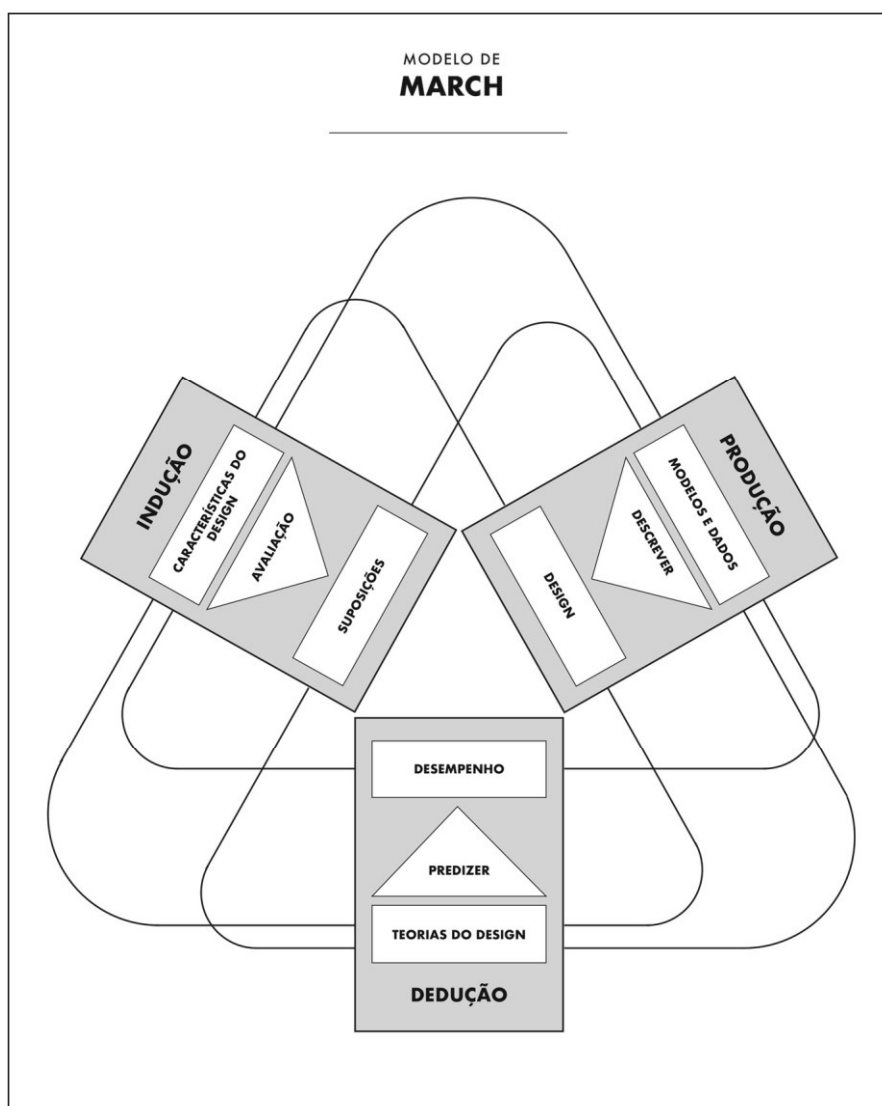 MODELO DE
MARCH
INDUÇÃO
CARACTERÍSTICAS DO
DESIGN
AVALIAÇÃO
SUPOSIÇÕES
PRODUÇÃO
MODELOS E DADOS
DESCREVER
DESIGN
DESEMPENHO
PREDIZER
TEORIAS DO DESIGN
DEDUÇÃO